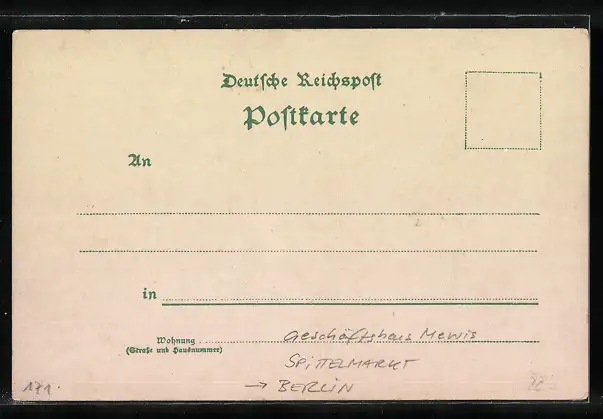 Deutsche Reichspost
Postkarte
An
in
Wohnung
(Straße und Hausnummer)
Geschäftshaus Mewis
SPITTELMARKT
→ BERLIN
171.